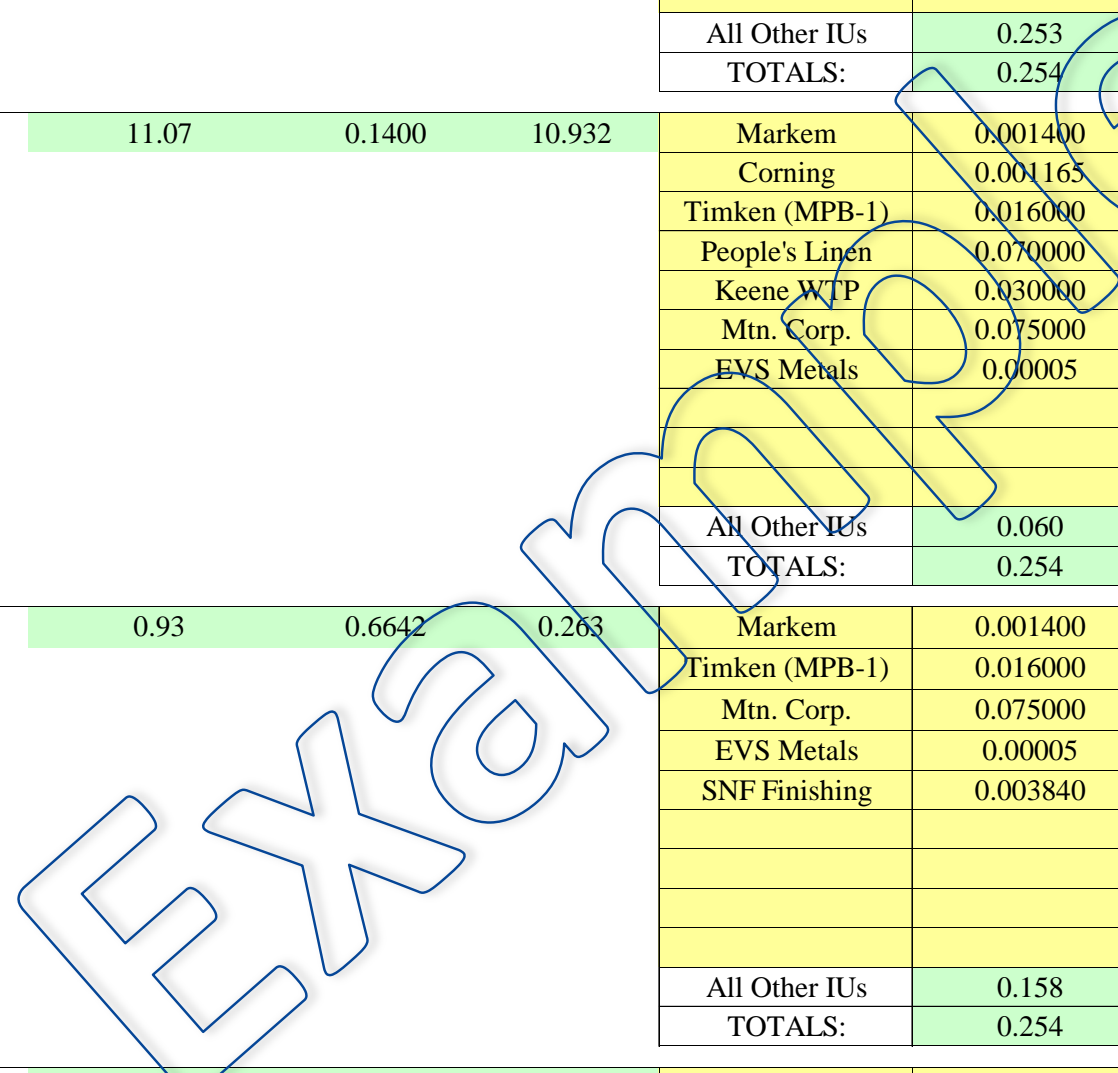 All Other IUs 0.253
TOTALS: 0.254
11.07 0.1400 10.932 Markem 0.001400
Corning 0.001165
Timken (MPB-1) 0.016000
People's Linen 0.070000
Keene WTP 0.030000
Mtn. Corp. 0.075000
EVS Metals 0.00005
All Other IUs 0.060
TOTALS: 0.254
0.93 0.6642 0.263 Markem 0.001400
Timken (MPB-1) 0.016000
Mtn. Corp. 0.075000
EVS Metals 0.00005
SNF Finishing 0.003840
All Other IUs 0.158
TOTALS: 0.254